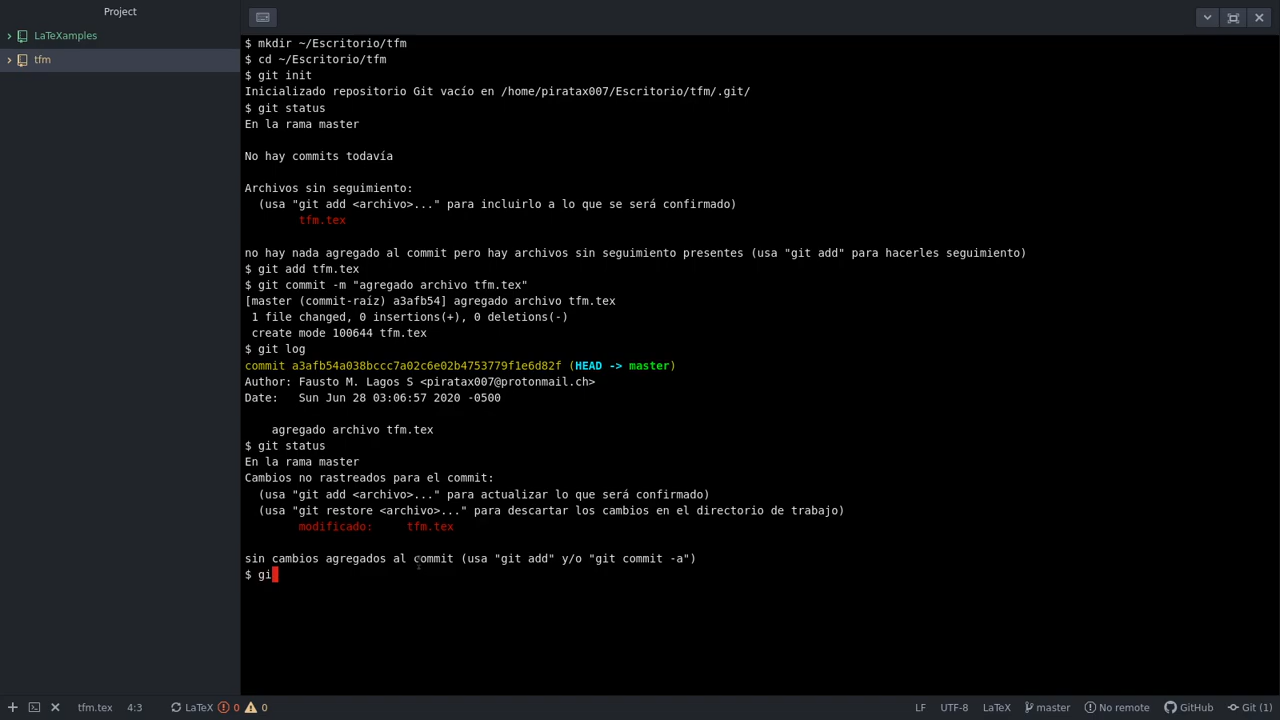 Project
LaTeXamples
tfm
$ mkdir ~/Escritorio/tfm
$ cd ~/Escritorio/tfm
$ git init
Inicializado repositorio Git vacío en /home/piratax007/Escritorio/tfm/.git/
$ git status
En la rama master
No hay commits todavía
Archivos sin seguimiento:
(usa "git add <archivo>..." para incluirlo a lo que se será confirmado)
tfm.tex
no hay nada agregado al commit pero hay archivos sin seguimiento presentes (usa "git add" para hacerles seguimiento)
$ git add tfm.tex
$ git commit -m "agregado archivo tfm.tex"
[master (commit-raíz) a3afb54] agregado archivo tfm.tex
1 file changed, 0 insertions(+), 0 deletions(-)
create mode 100644 tfm.tex
$ git log
commit a3afb54a038bccc7a02c6e02b4753779f1e6d82f (HEAD -> master)
Author: Fausto M. Lagos S <piratax007@protonmail.ch>
Date:   Sun Jun 28 03:06:57 2020 -0500
agregado archivo tfm.tex
$ git status
En la rama master
Cambios no rastreados para el commit:
(usa "git add <archivo>..." para actualizar lo que será confirmado)
(usa "git restore <archivo>..." para descartar los cambios en el directorio de trabajo)
modificado:     tfm.tex
sin cambios agregados al commit (usa "git add" y/o "git commit -a")
$ gi
tfm.tex 4:3 LaTeX 0 0 LF UTF-8 LaTeX master No remote GitHub Git (1)